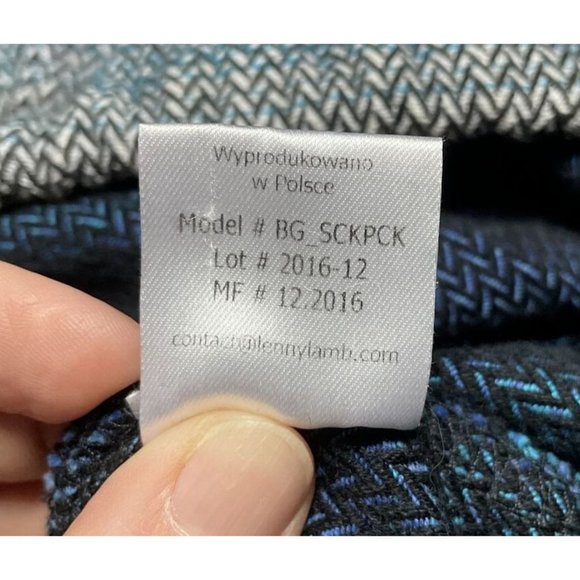 Wyprodukowano
w Polsce
Model # BG_SCKPCK
Lot # 2016-12
MF # 12.2016
contact@lennylamb.com